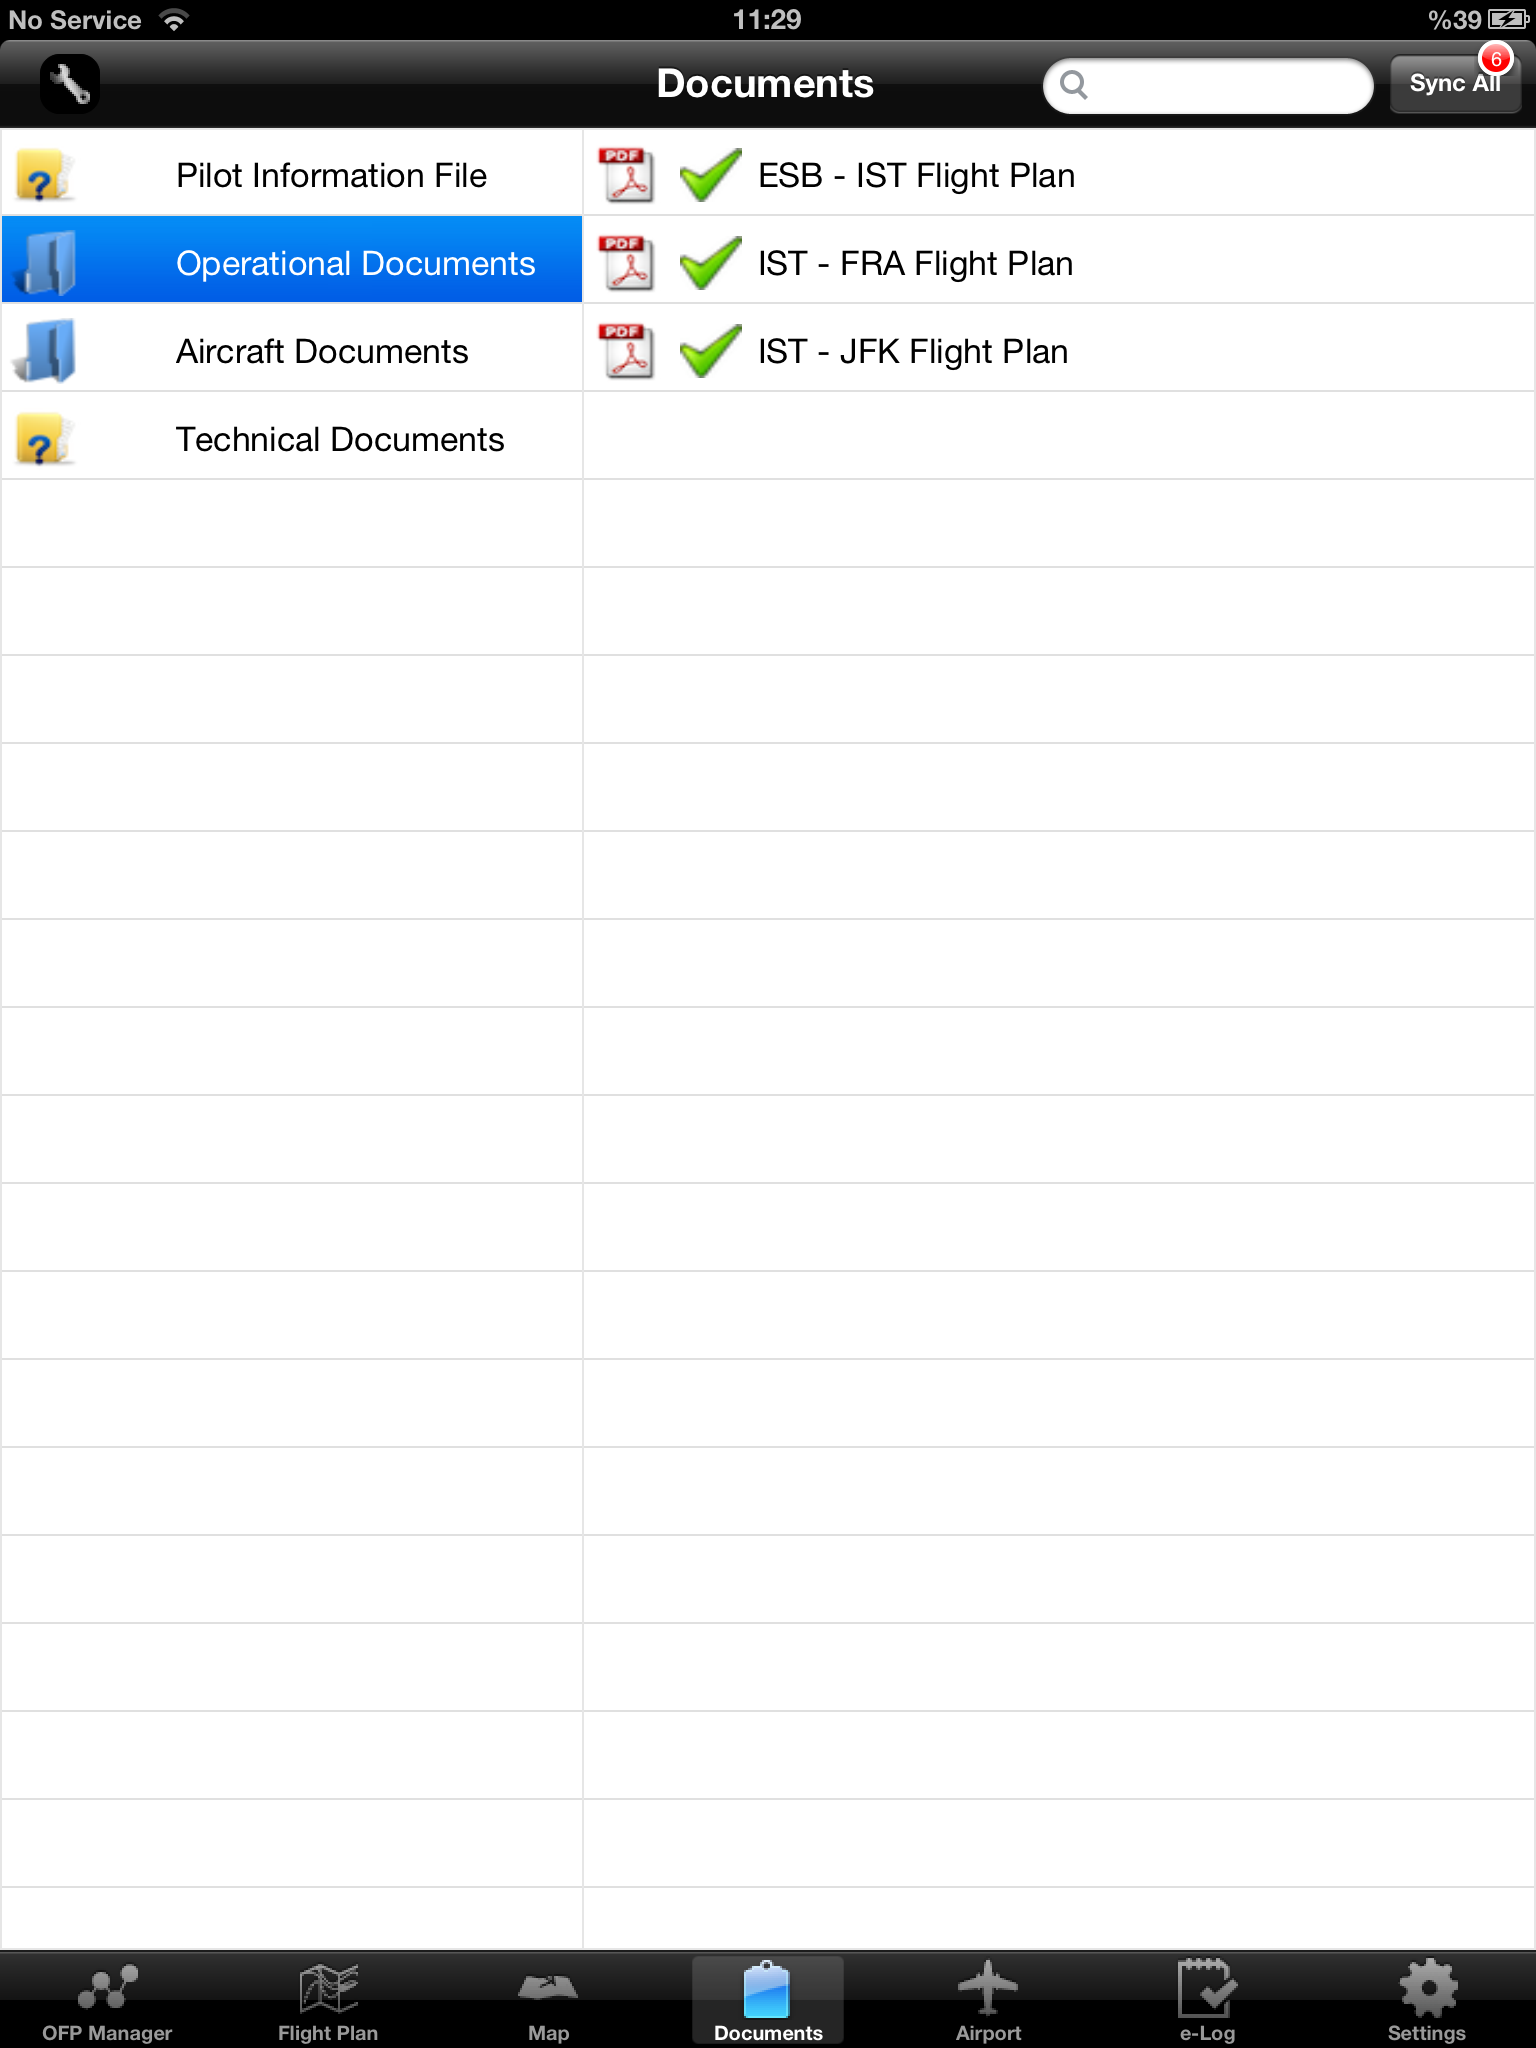 No Service 11:29 %39
Documents Sync All 6
Pilot Information File
Operational Documents
Aircraft Documents
Technical Documents
PDF ESB - IST Flight Plan
PDF IST - FRA Flight Plan
PDF IST - JFK Flight Plan
OFP Manager Flight Plan Map Documents Airport e-Log Settings